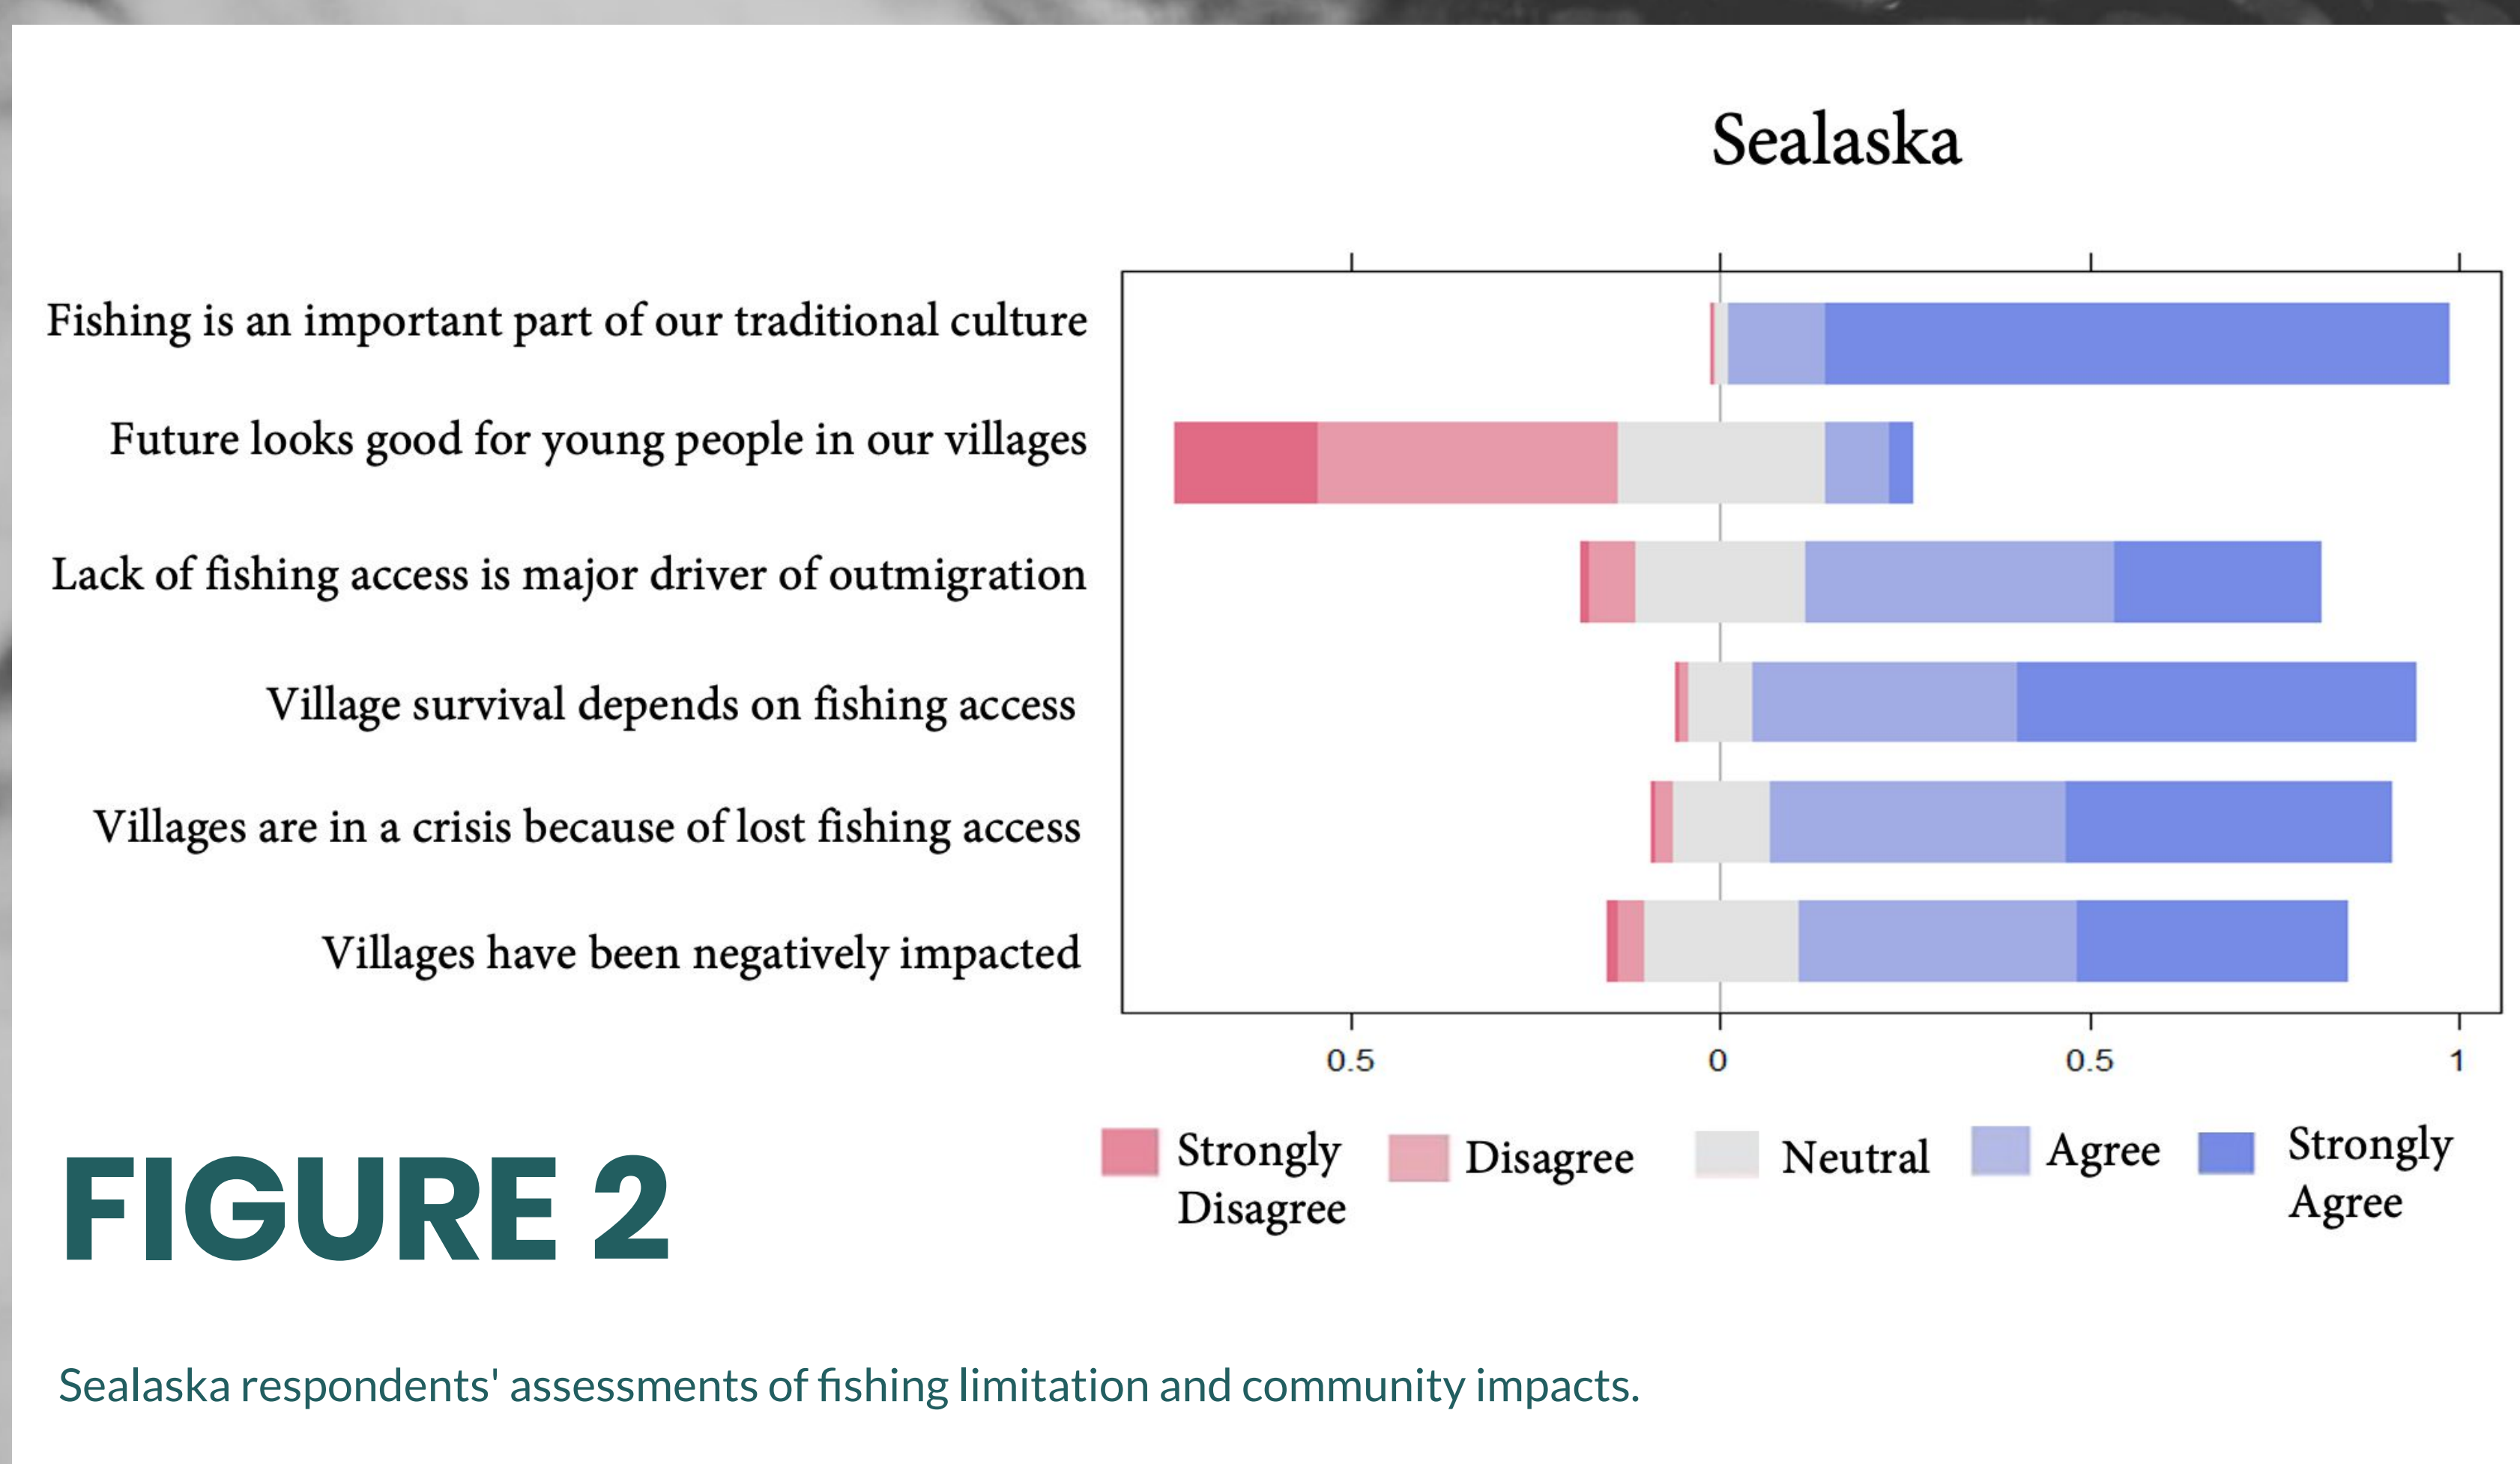 Sealaska
Fishing is an important part of our traditional culture
Future looks good for young people in our villages
Lack of fishing access is major driver of outmigration
Village survival depends on fishing access
Villages are in a crisis because of lost fishing access
Villages have been negatively impacted
0.5 0 0.5 1
Strongly Disagree
Disagree
Neutral
Agree
Strongly Agree
FIGURE 2
Sealaska respondents' assessments of fishing limitation and community impacts.